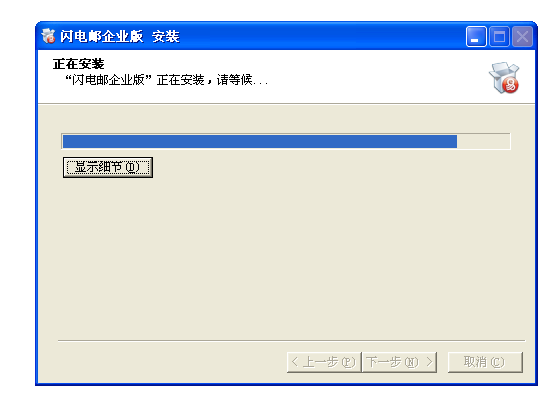 闪电邮企业版 安装
正在安装
“闪电邮企业版”正在安装，请等候...
显示细节(D)
< 上一步(P) 下一步(N) > 取消(C)